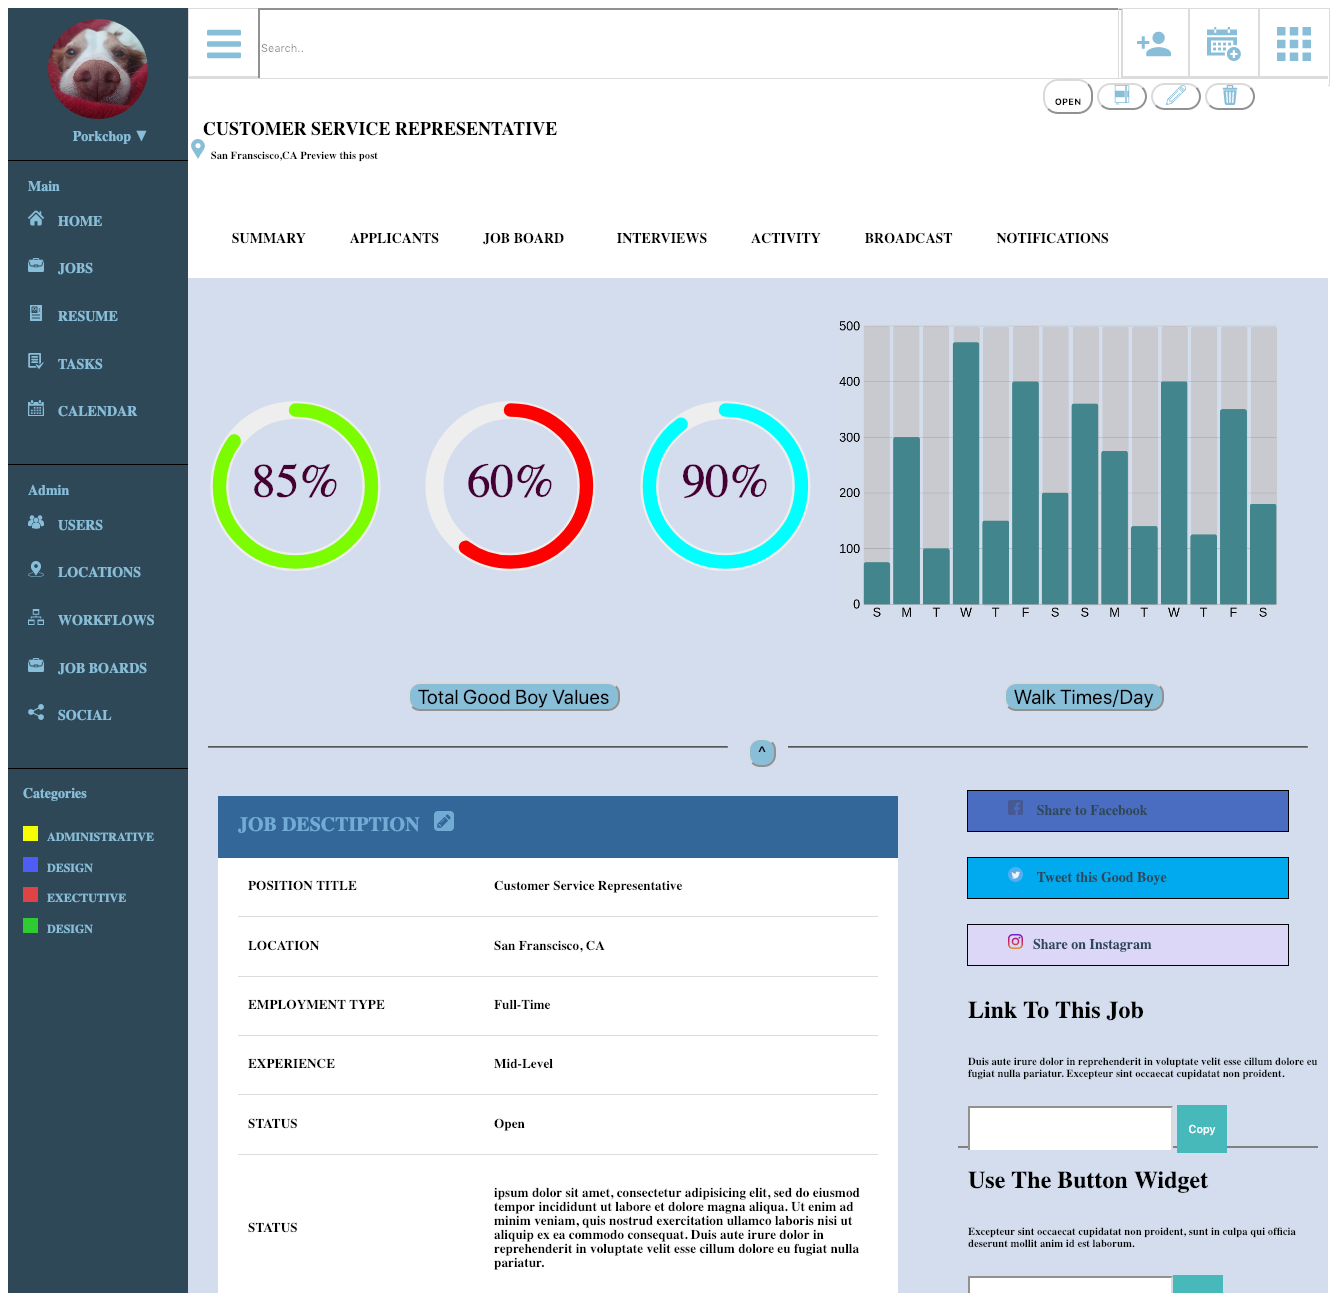 Porkchop ▼
Main
HOME
JOBS
RESUME
TASKS
CALENDAR
Admin
USERS
LOCATIONS
WORKFLOWS
JOB BOARDS
SOCIAL
Categories
ADMINISTRATIVE
DESIGN
EXECTUTIVE
DESIGN
Search..
OPEN
CUSTOMER SERVICE REPRESENTATIVE
San Franscisco,CA Preview this post
SUMMARY APPLICANTS JOB BOARD INTERVIEWS ACTIVITY BROADCAST NOTIFICATIONS
85% 60% 90%
500
400
300
200
100
0
S M T W T F S S M T W T F S
Total Good Boy Values
Walk Times/Day
^
JOB DESCTIPTION
POSITION TITLE Customer Service Representative
LOCATION San Franscisco, CA
EMPLOYMENT TYPE Full-Time
EXPERIENCE Mid-Level
STATUS Open
STATUS
ipsum dolor sit amet, consectetur adipisicing elit, sed do eiusmod
tempor incididunt ut labore et dolore magna aliqua. Ut enim ad
minim veniam, quis nostrud exercitation ullamco laboris nisi ut
aliquip ex ea commodo consequat. Duis aute irure dolor in
reprehenderit in voluptate velit esse cillum dolore eu fugiat nulla
pariatur.
Share to Facebook
Tweet this Good Boye
Share on Instagram
Link To This Job
Duis aute irure dolor in reprehenderit in voluptate velit esse cillum dolore eu
fugiat nulla pariatur. Excepteur sint occaecat cupidatat non proident.
Copy
Use The Button Widget
Excepteur sint occaecat cupidatat non proident, sunt in culpa qui officia
deserunt mollit anim id est laborum.